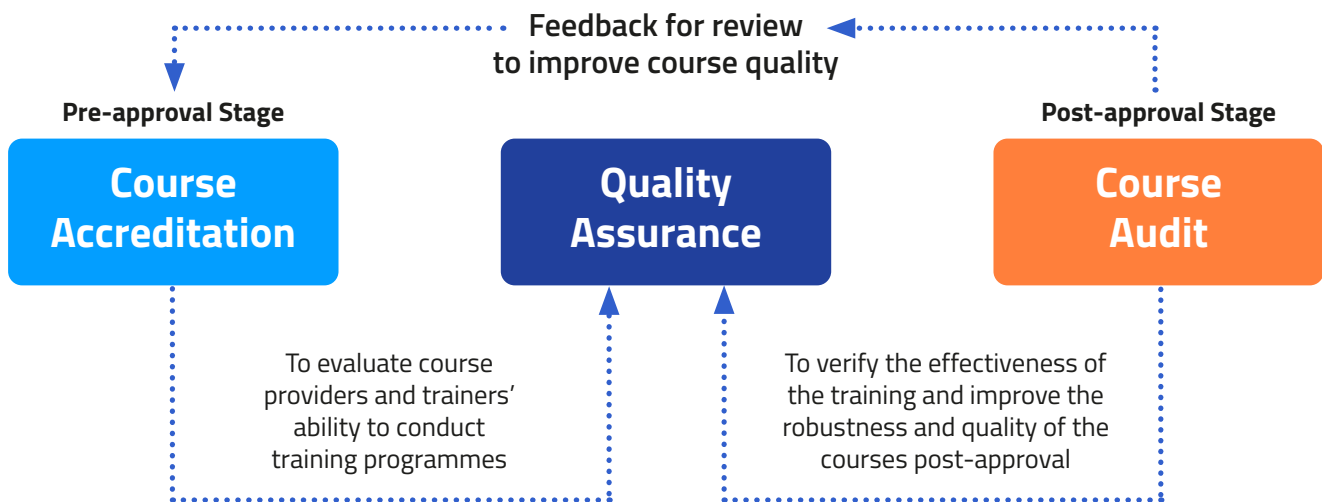 Feedback for review
to improve course quality
Pre-approval Stage
Post-approval Stage
Course
Accreditation
Quality
Assurance
Course
Audit
To evaluate course
providers and trainers’
ability to conduct
training programmes
To verify the effectiveness of
the training and improve the
robustness and quality of the
courses post-approval